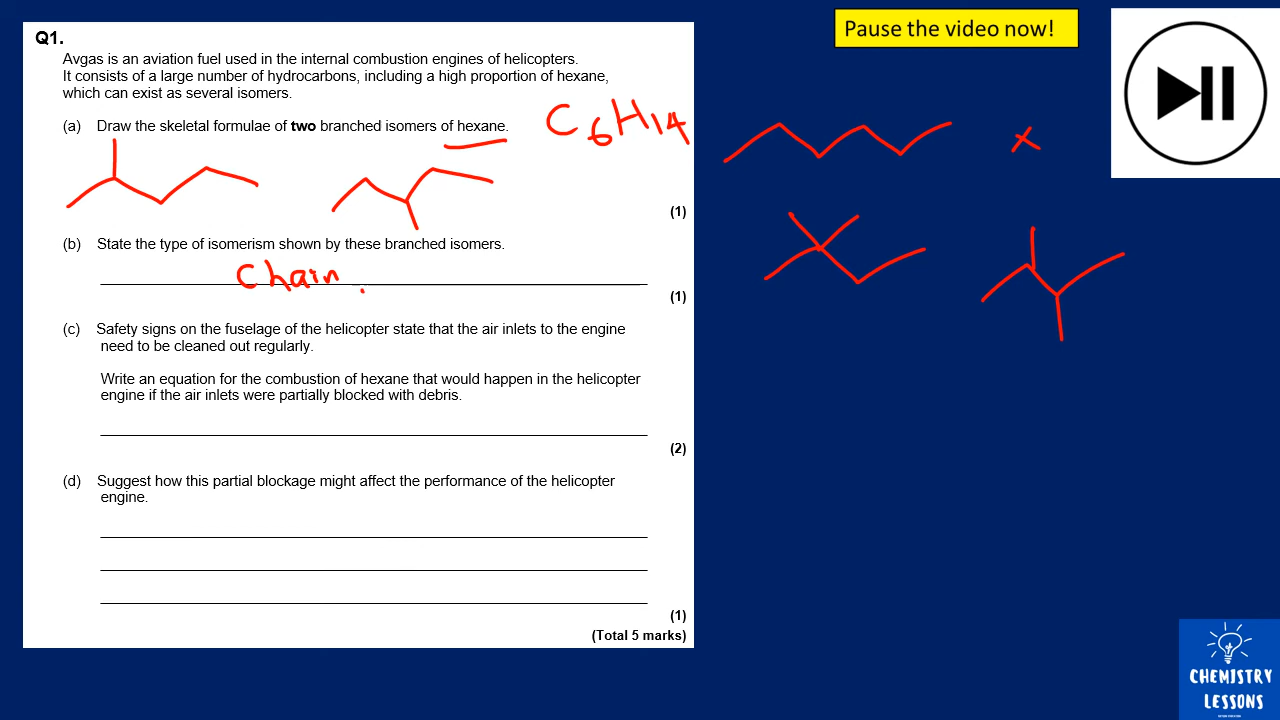 Q1.
Avgas is an aviation fuel used in the internal combustion engines of helicopters.
It consists of a large number of hydrocarbons, including a high proportion of hexane,
which can exist as several isomers.
(a) Draw the skeletal formulae of two branched isomers of hexane.
C6H14
(1)
(b) State the type of isomerism shown by these branched isomers.
Chain
(1)
(c) Safety signs on the fuselage of the helicopter state that the air inlets to the engine
need to be cleaned out regularly.
Write an equation for the combustion of hexane that would happen in the helicopter
engine if the air inlets were partially blocked with debris.
(2)
(d) Suggest how this partial blockage might affect the performance of the helicopter
engine.
(1)
(Total 5 marks)
Pause the video now!
CHEMISTRY
LESSONS